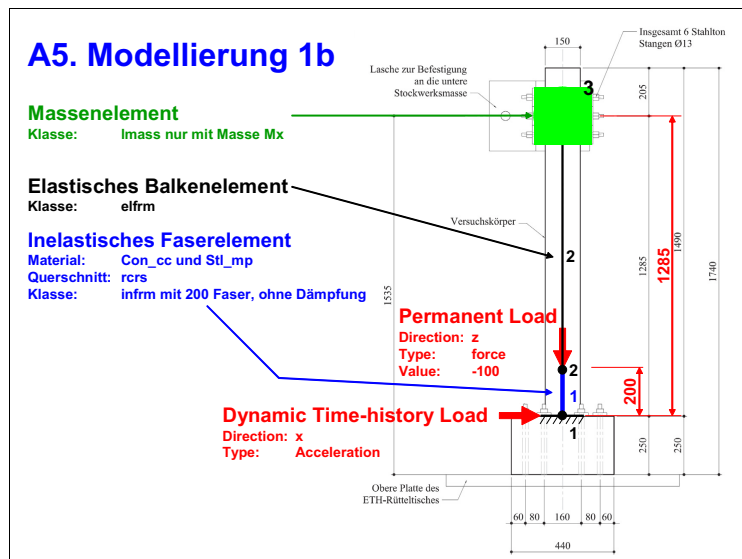 A5. Modellierung 1b
Massenelement
Klasse: lmass nur mit Masse Mx
Elastisches Balkenelement
Klasse: elfrm
Inelastisches Faserelement
Material: Con_cc und Stl_mp
Querschnitt: rcrs
Klasse: infrm mit 200 Faser, ohne Dämpfung
Permanent Load
Direction: z
Type: force
Value: -100
Dynamic Time-history Load
Direction: x
Type: Acceleration
150
Insgesamt 6 Stahlton
Stangen Ø13
Lasche zur Befestigung
an die untere
Stockwerksmasse
3
205
Versuchskörper
2
1535
1285
1285
1490
1740
2
1
200
1
250
250
Obere Platte des
ETH-Rütteltisches
60 80 160 80 60
440